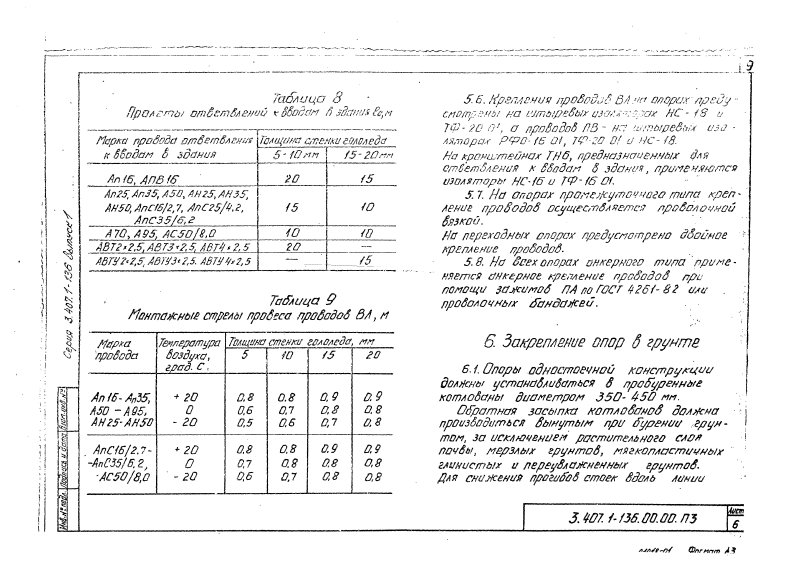 9
Таблица 8
Пролеты ответвлений к вводам в здания ℓо, м
Марка провода ответвления к вводам в здания
Толщина стенки гололеда
5-10 мм 15-20 мм
Ап16, АПВ16 20 15
Ап25, Ап35, А50, АН25, АН35,
АН50, АпС16/2,7, АпС25/4,2, 15 10
АпС35/6,2
А70, А95, АС50/8,0 10 10
АВТ2×2,5, АВТ3×2,5, АВТ4×2,5 20 —
АВТУ2×2,5, АВТУ3×2,5, АВТУ4×2,5 — 15
Таблица 9
Монтажные стрелы провеса проводов ВЛ, м
Марка провода
Температура воздуха, град. С.
Толщина стенки гололеда, мм
5 10 15 20
Ап16-Ап35, +20 0,8 0,8 0,9 0,9
А50-А95, 0 0,6 0,7 0,8 0,8
АН25-АН50 -20 0,5 0,6 0,7 0,8
АпС16/2,7- +20 0,8 0,8 0,9 0,9
-АпС35/6,2, 0 0,7 0,8 0,8 0,8
АС50/8,0 -20 0,6 0,7 0,8 0,8
5.6. Крепления проводов ВЛ на опорах преду-
смотрены на штыревых изоляторах НС-18 и
ТФ-20 01, а проводов ПВ - на штыревых изо-
ляторах РФО-16 01, ТФ-20 01 и НС-18.
На кронштейнах ТН6, предназначенных для
ответвления к вводам в здания, применяются
изоляторы НС-16 и ТФ-16 01.
5.7. На опорах промежуточного типа креп-
ление проводов осуществляется проволочной
вязкой.
На переходных опорах предусмотрено двойное
крепление проводов.
5.8. На всех опорах анкерного типа приме-
няется анкерное крепление проводов при
помощи зажимов ПА по ГОСТ 4261-82 или
проволочных бандажей.
6. Закрепление опор в грунте
6.1. Опоры одностоечной конструкции
должны устанавливаться в пробуренные
котлованы диаметром 350-450 мм.
Обратная засыпка котлованов должна
производиться вынутым при бурении грун-
том, за исключением растительного слоя
почвы, мерзлых грунтов, мягкопластичных
глинистых и переувлажненных грунтов.
Для снижения прогибов стоек вдоль линии
Серия 3.407.1-136 Выпуск 1
Инв.№ подл. Подпись и дата Взам.инв.№
3.407.1-136.00.00.ПЗ
Лист
6
Формат А3